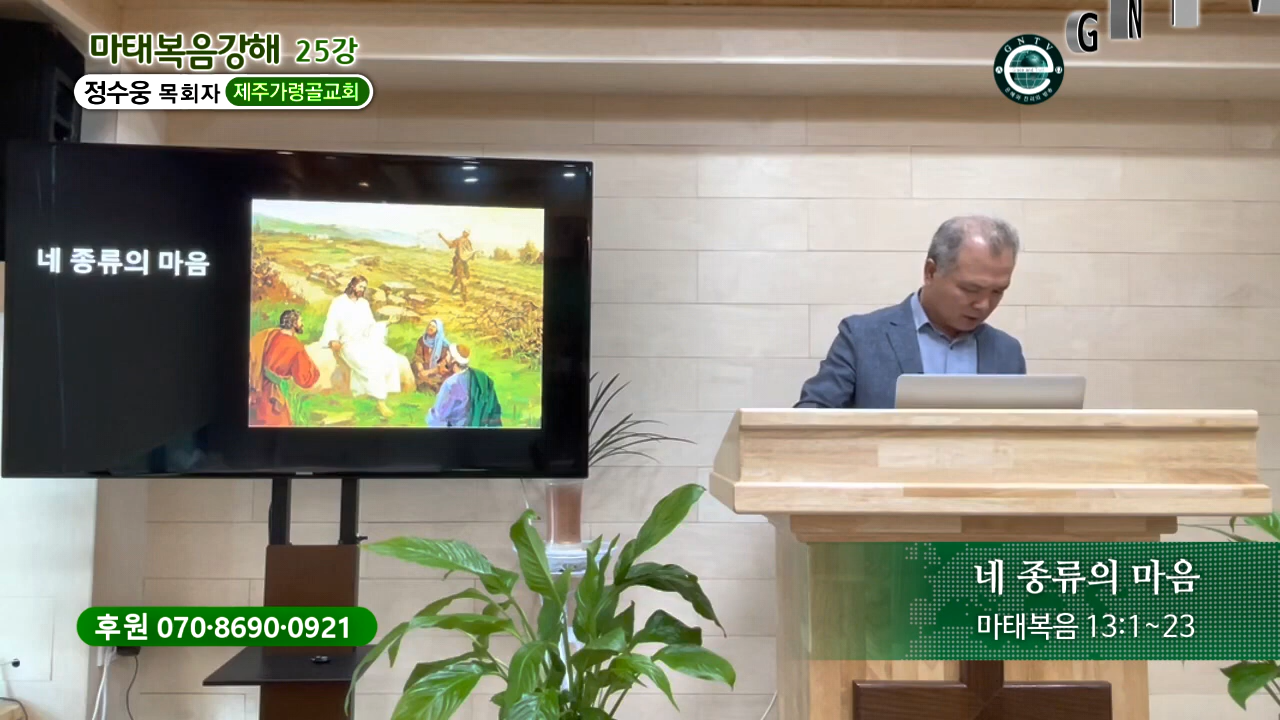 마태복음강해 25강
정수웅 목회자 제주가령골교회
GNTV
G N
네 종류의 마음
후원 070·8690·0921
네 종류의 마음
마태복음 13:1~23